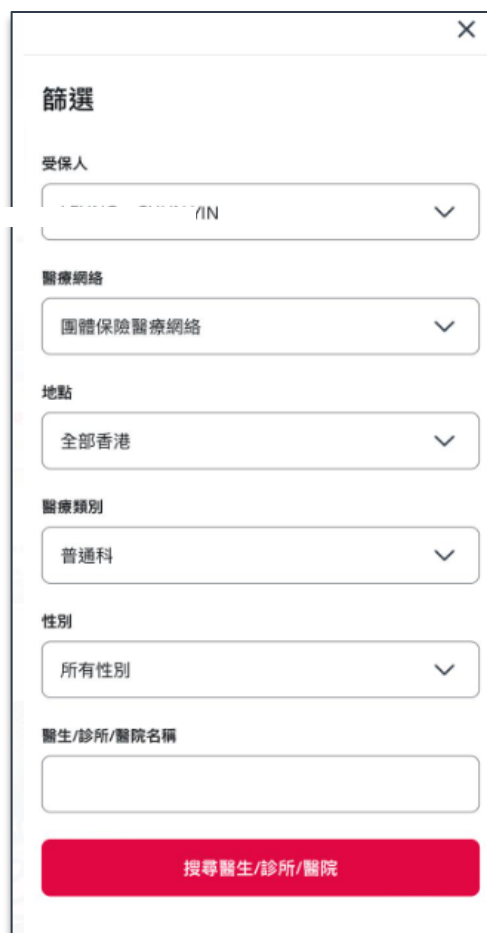 篩選
受保人
YIN
醫療網絡
團體保險醫療網絡
地點
全部香港
醫療類別
普通科
性別
所有性別
醫生/診所/醫院名稱
搜尋醫生/診所/醫院